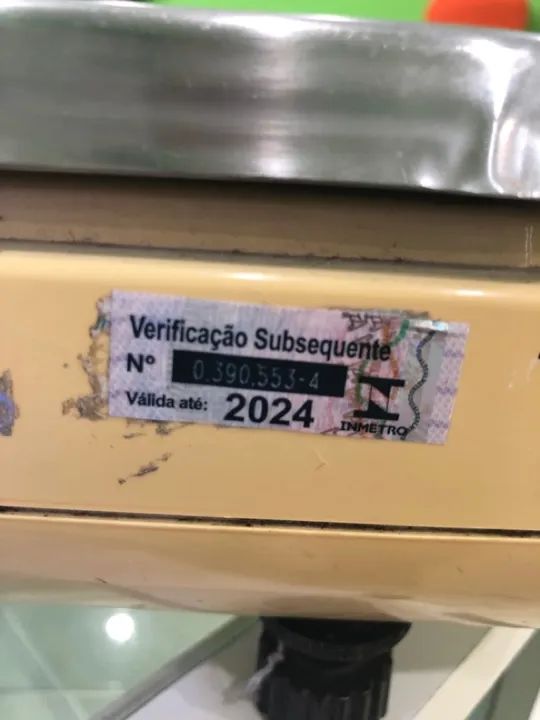 Verificação Subsequente
Nº 0.390.553-4
Válida até: 2024
INMETRO